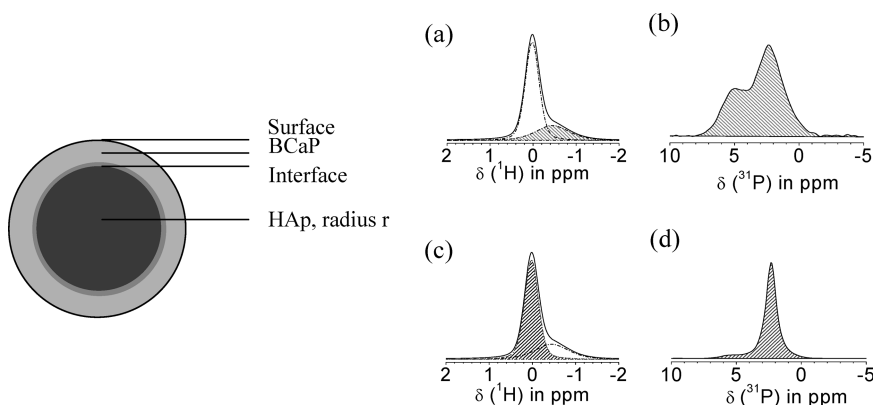 Surface
BCaP
Interface
HAp, radius r
(a)
2 1 0 -1 -2
δ (¹H) in ppm
(b)
10 5 0 -5
δ (³¹P) in ppm
(c)
2 1 0 -1 -2
δ (¹H) in ppm
(d)
10 5 0 -5
δ (³¹P) in ppm